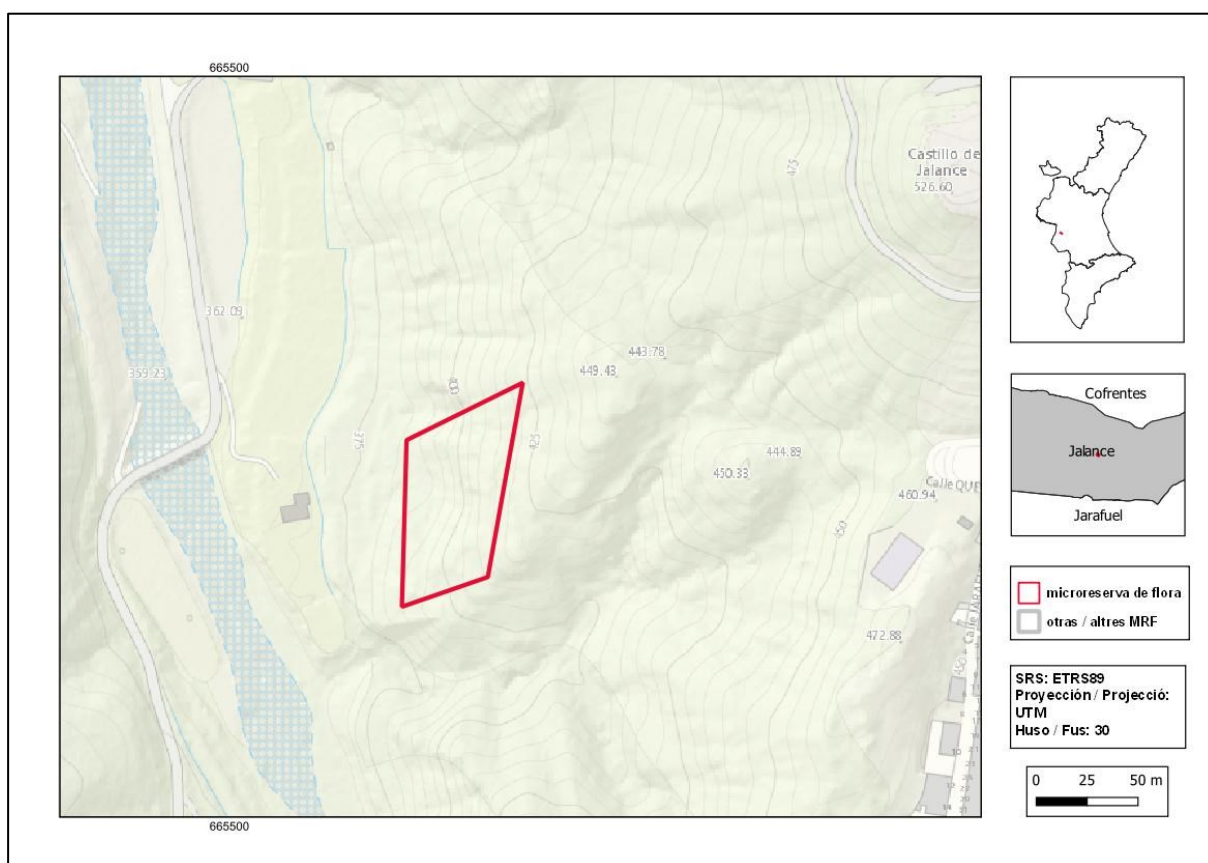 665500
475
Castillo de
Jalance
526.60
362.09
443.78
359.23
449.43
400
375
425
444.89
450.33
460.94
450
472.88
450
10
665500
Cofrentes
Jalance
Jarafuel
microreserva de flora
otras / altres MRF
SRS: ETRS89
Proyección / Projecció:
UTM
Huso / Fus: 30
0 25 50 m